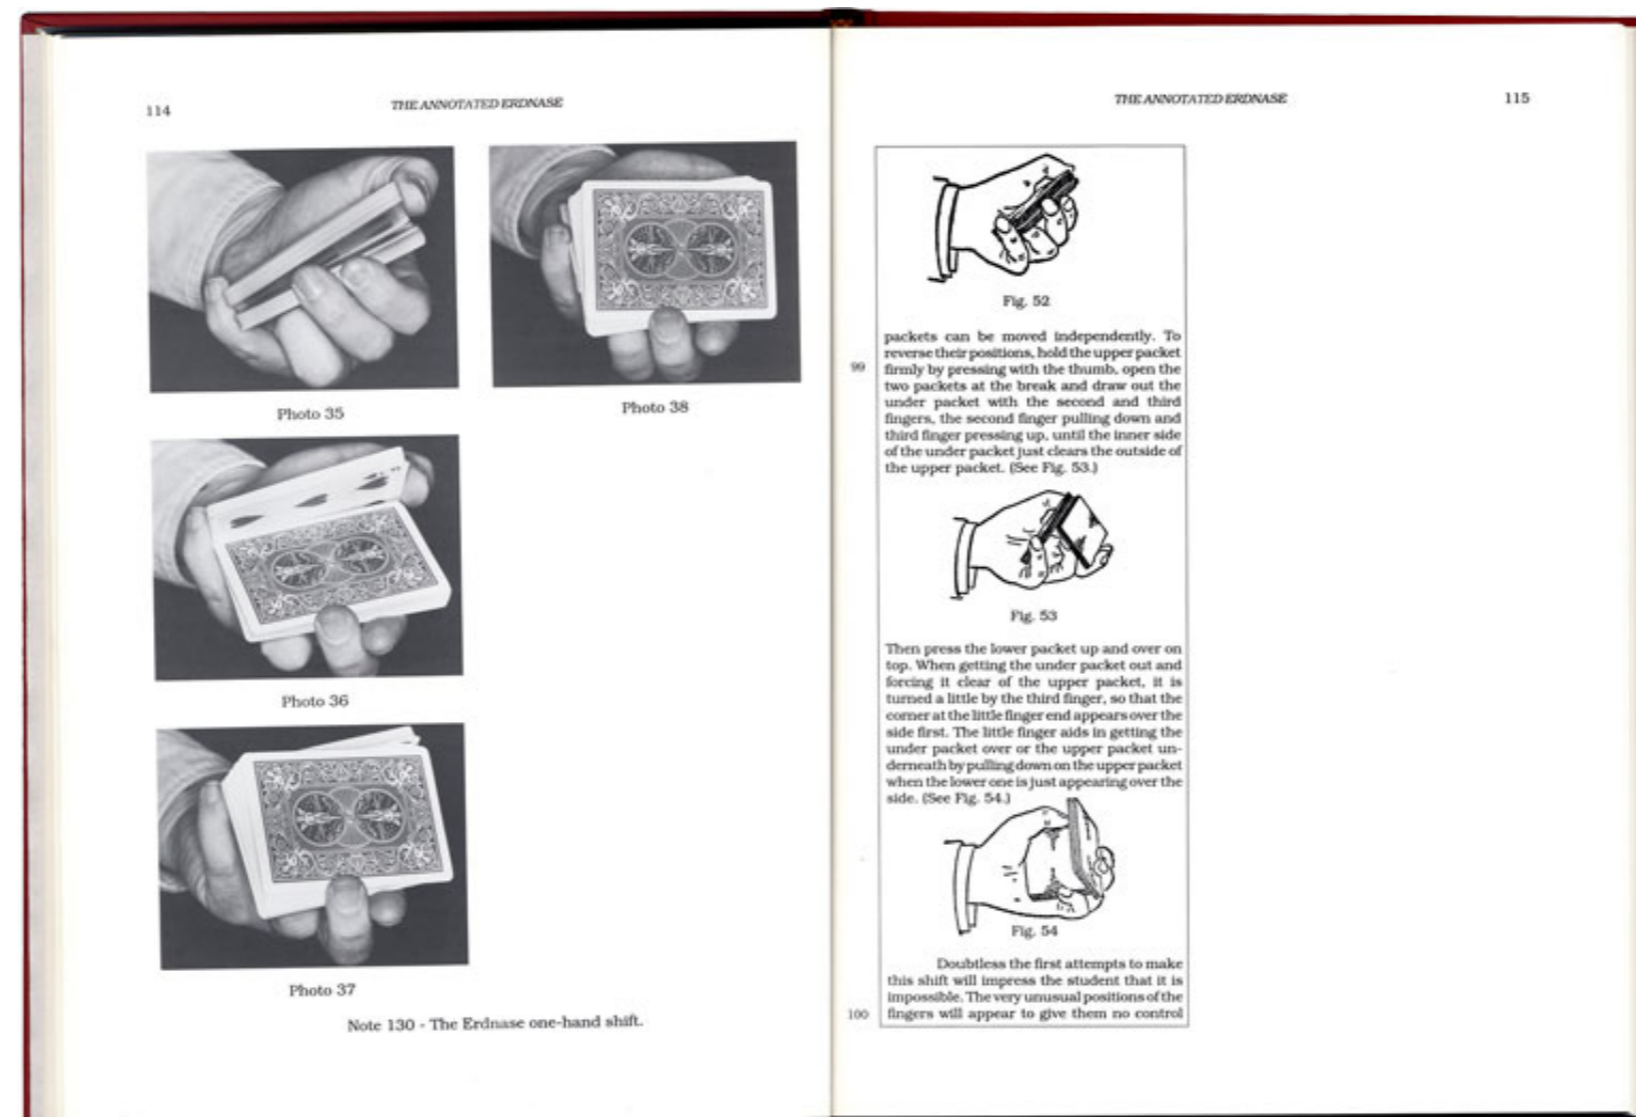 114
THE ANNOTATED ERDNASE
Photo 35
Photo 38
Photo 36
Photo 37
Note 130 - The Erdnase one-hand shift.
THE ANNOTATED ERDNASE
115
Fig. 52
packets can be moved independently. To
reverse their positions, hold the upper packet
99
firmly by pressing with the thumb, open the
two packets at the break and draw out the
under packet with the second and third
fingers, the second finger pulling down and
third finger pressing up, until the inner side
of the under packet just clears the outside of
the upper packet. (See Fig. 53.)
Fig. 53
Then press the lower packet up and over on
top. When getting the under packet out and
forcing it clear of the upper packet, it is
turned a little by the third finger, so that the
corner at the little finger end appears over the
side first. The little finger aids in getting the
under packet over or the upper packet un-
derneath by pulling down on the upper packet
when the lower one is just appearing over the
side. (See Fig. 54.)
Fig. 54
Doubtless the first attempts to make
this shift will impress the student that it is
impossible. The very unusual positions of the
100
fingers will appear to give them no control